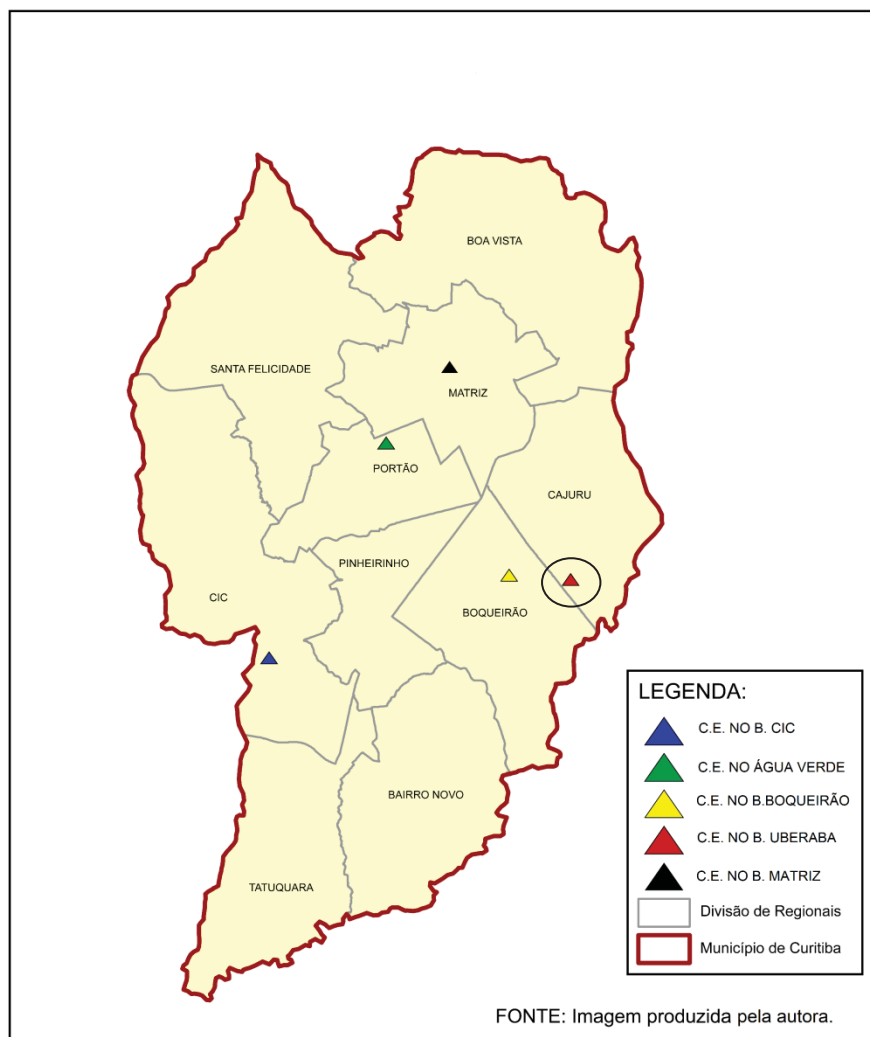 BOA VISTA
SANTA FELICIDADE
MATRIZ
PORTÃO
CAJURU
PINHEIRINHO
CIC
BOQUEIRÃO
BAIRRO NOVO
TATUQUARA
LEGENDA:
C.E. NO B. CIC
C.E. NO ÁGUA VERDE
C.E. NO B.BOQUEIRÃO
C.E. NO B. UBERABA
C.E. NO B. MATRIZ
Divisão de Regionais
Município de Curitiba
FONTE: Imagem produzida pela autora.